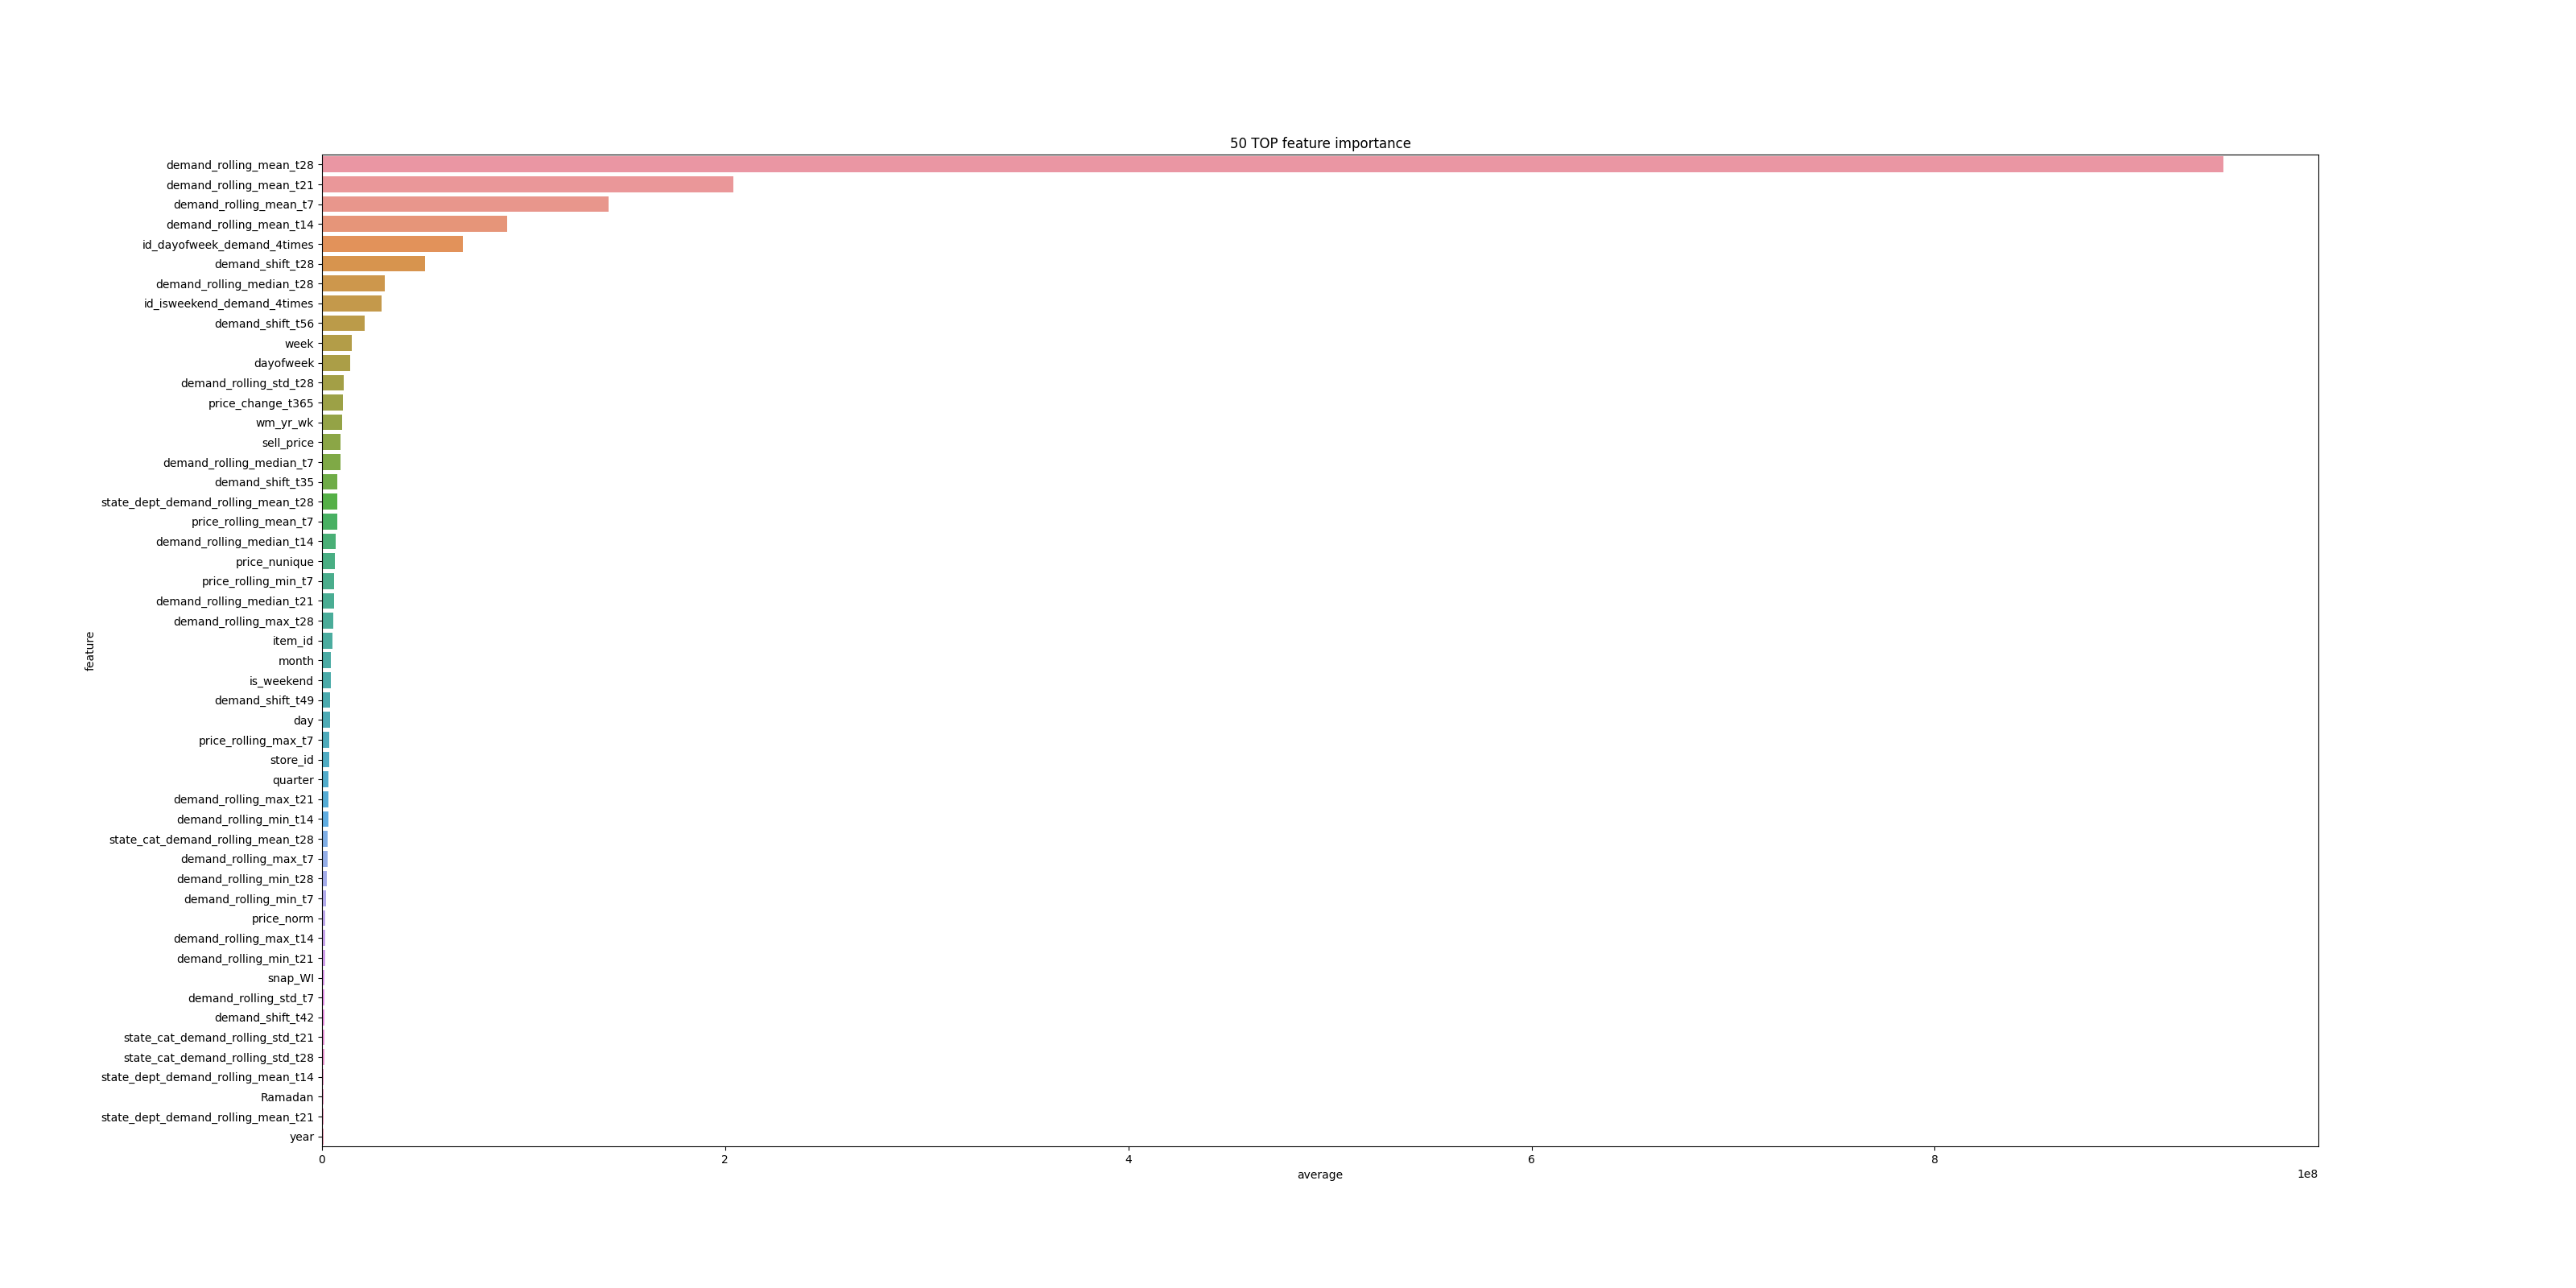 50 TOP feature importance
demand_rolling_mean_t28
demand_rolling_mean_t21
demand_rolling_mean_t7
demand_rolling_mean_t14
id_dayofweek_demand_4times
demand_shift_t28
demand_rolling_median_t28
id_isweekend_demand_4times
demand_shift_t56
week
dayofweek
demand_rolling_std_t28
price_change_t365
wm_yr_wk
sell_price
demand_rolling_median_t7
demand_shift_t35
state_dept_demand_rolling_mean_t28
price_rolling_mean_t7
demand_rolling_median_t14
price_nunique
price_rolling_min_t7
demand_rolling_median_t21
demand_rolling_max_t28
item_id
month
is_weekend
demand_shift_t49
day
price_rolling_max_t7
store_id
quarter
demand_rolling_max_t21
demand_rolling_min_t14
state_cat_demand_rolling_mean_t28
demand_rolling_max_t7
demand_rolling_min_t28
demand_rolling_min_t7
price_norm
demand_rolling_max_t14
demand_rolling_min_t21
snap_WI
demand_rolling_std_t7
demand_shift_t42
state_cat_demand_rolling_std_t21
state_cat_demand_rolling_std_t28
state_dept_demand_rolling_mean_t14
Ramadan
state_dept_demand_rolling_mean_t21
year
feature
0 2 4 6 8
average
1e8